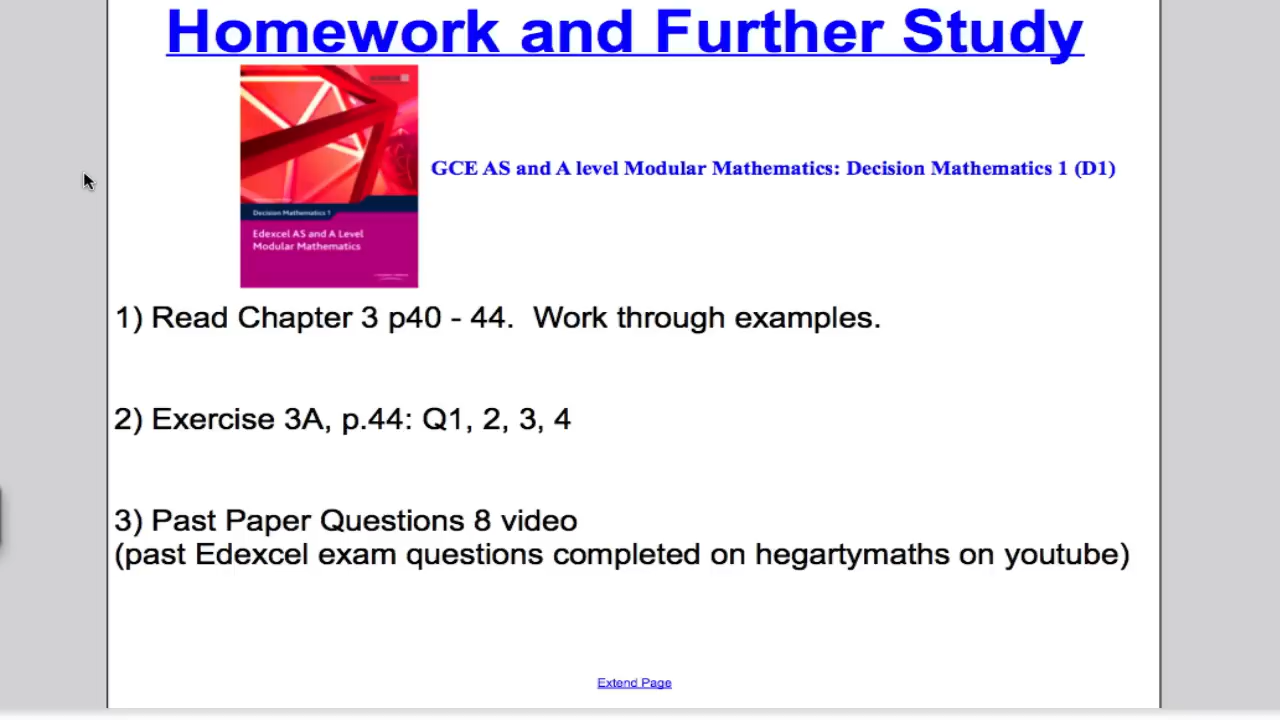 Homework and Further Study
GCE AS and A level Modular Mathematics: Decision Mathematics 1 (D1)
Decision Mathematics 1
Edexcel AS and A Level
Modular Mathematics
1) Read Chapter 3 p40 - 44.  Work through examples.
2) Exercise 3A, p.44: Q1, 2, 3, 4
3) Past Paper Questions 8 video
(past Edexcel exam questions completed on hegartymaths on youtube)
Extend Page